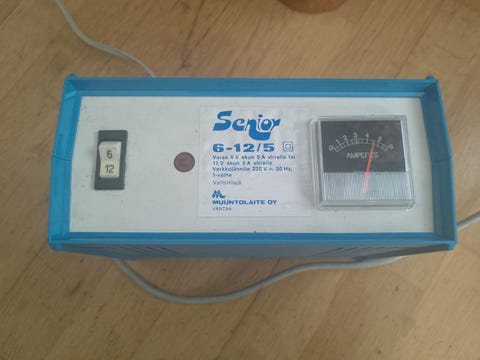 Senior
6-12/5
Varaa 6 V akun 5 A virralla tai
12 V akun 5 A virralla.
Verkkojännite 220 V ~ 50 Hz,
1-vaihe
Valmistaja
MUUNTOLAITE OY
VANTAA
6
12
0 1 2 3 4 5 6
AMPERES